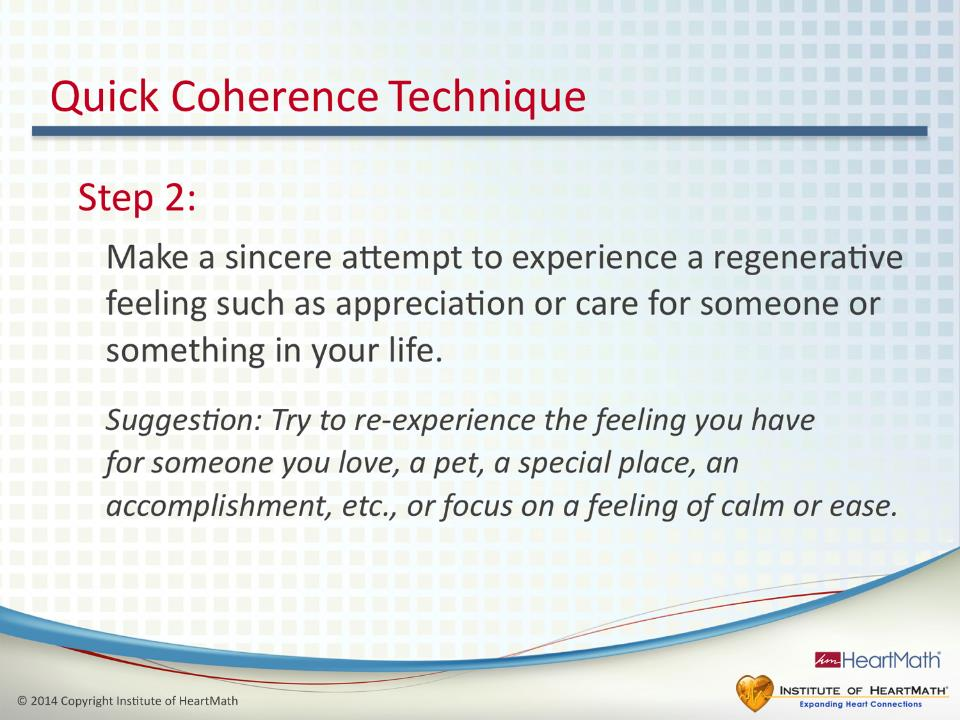 Quick Coherence Technique
Step 2:
Make a sincere attempt to experience a regenerative
feeling such as appreciation or care for someone or
something in your life.
Suggestion: Try to re-experience the feeling you have
for someone you love, a pet, a special place, an
accomplishment, etc., or focus on a feeling of calm or ease.
hm HeartMath®
INSTITUTE OF HEARTMATH®
Expanding Heart Connections
© 2014 Copyright Institute of HeartMath